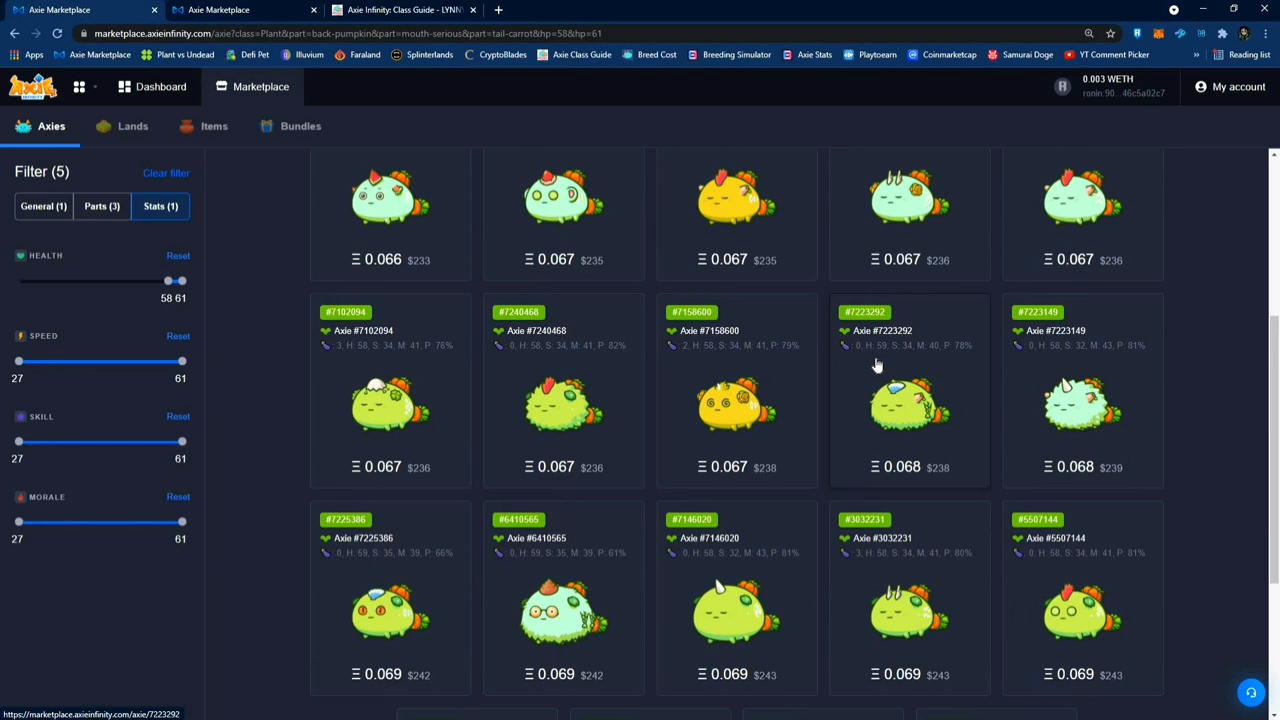 Axie Marketplace
Axie Marketplace
Axie Infinity: Class Guide - LYNN
marketplace.axieinfinity.com/axie?class=Plant&part=back-pumpkin&part=mouth-serious&part=tail-carrot&hp=58&hp=61
Apps Axie Marketplace Plant vs Undead Defi Pet Illuvium Faraland Splinterlands CryptoBlades Axie Class Guide Breed Cost Breeding Simulator Axie Stats Playtoearn Coinmarketcap Samurai Doge YT Comment Picker Reading list
AXIE
Dashboard
Marketplace
0.003 WETH
ronin:90...46c5a02c7
My account
Axies Lands Items Bundles
Filter (5)
Clear filter
General (1) Parts (3) Stats (1)
HEALTH Reset
58 61
SPEED Reset
27 61
SKILL Reset
27 61
MORALE Reset
27 61
Ξ 0.066 $233
Ξ 0.067 $235
Ξ 0.067 $235
Ξ 0.067 $236
Ξ 0.067 $236
#7102094
Axie #7102094
: 3, H: 58, S: 34, M: 41, P: 76%
Ξ 0.067 $236
#7240468
Axie #7240468
: 0, H: 58, S: 34, M: 41, P: 82%
Ξ 0.067 $236
#7158600
Axie #7158600
: 2, H: 58, S: 34, M: 41, P: 79%
Ξ 0.067 $238
#7223292
Axie #7223292
: 0, H: 59, S: 34, M: 40, P: 78%
Ξ 0.068 $238
#7223149
Axie #7223149
: 0, H: 58, S: 32, M: 43, P: 81%
Ξ 0.068 $239
#7225386
Axie #7225386
: 0, H: 59, S: 35, M: 39, P: 66%
Ξ 0.069 $242
#6410565
Axie #6410565
: 0, H: 59, S: 35, M: 39, P: 61%
Ξ 0.069 $242
#7146020
Axie #7146020
: 0, H: 58, S: 32, M: 43, P: 81%
Ξ 0.069 $243
#3032231
Axie #3032231
: 3, H: 58, S: 34, M: 41, P: 80%
Ξ 0.069 $243
#5507144
Axie #5507144
: 0, H: 58, S: 34, M: 41, P: 81%
Ξ 0.069 $243
https://marketplace.axieinfinity.com/axie/7223292